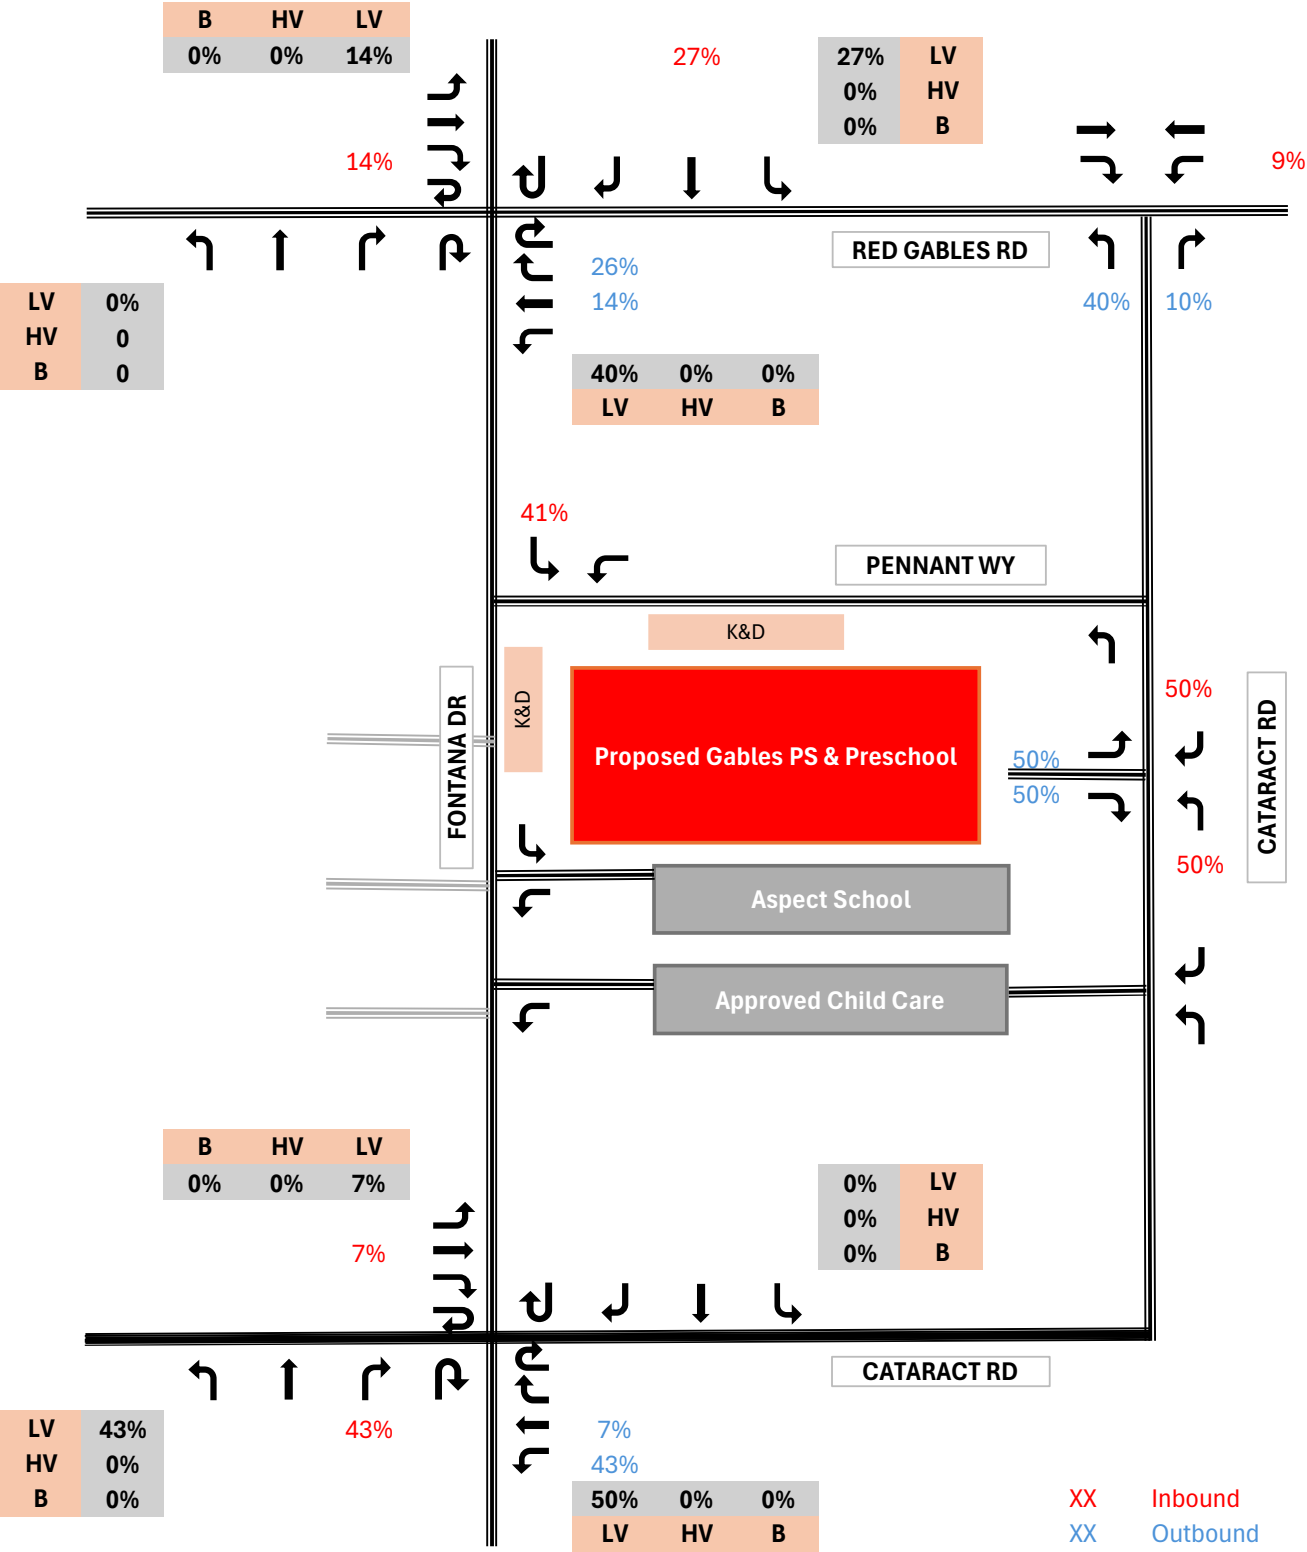 B HV LV
0% 0% 14%
27%
27% LV
0% HV
0% B
14%
9%
RED GABLES RD
26%
14%
40% 10%
LV 0%
HV 0
B 0
40% 0% 0%
LV HV B
41%
PENNANT WY
K&D
K&D
FONTANA DR
Proposed Gables PS & Preschool
50%
50%
50%
CATARACT RD
50%
Aspect School
Approved Child Care
B HV LV
0% 0% 7%
0% LV
0% HV
0% B
7%
CATARACT RD
LV 43%
HV 0%
B 0%
43%
7%
43%
50% 0% 0%
LV HV B
XX Inbound
XX Outbound